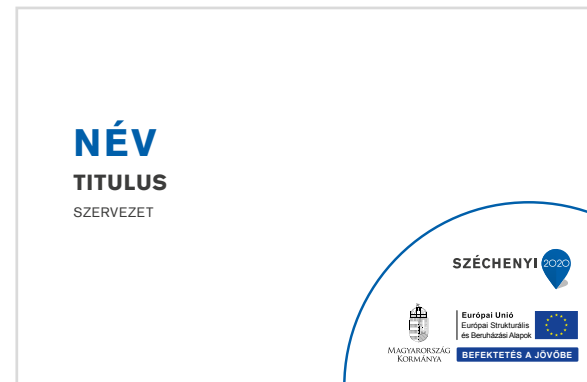 NÉV
TITULUS
SZERVEZET
SZÉCHENYI 2020
MAGYARORSZÁG
KORMÁNYA
Európai Unió
Európai Strukturális
és Beruházási Alapok
BEFEKTETÉS A JÖVŐBE